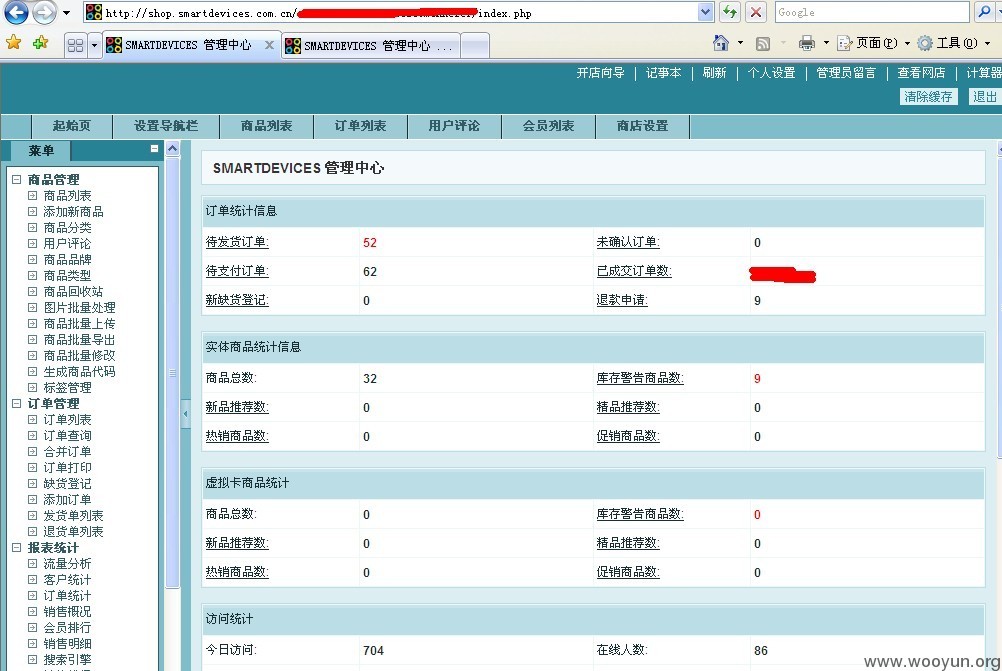 http://shop.smartdevices.com.cn/
/index.php
Google
SMARTDEVICES 管理中心
SMARTDEVICES 管理中心 ...
页面(P)
工具(O)
开店向导 | 记事本 | 刷新 | 个人设置 | 管理员留言 | 查看网店 | 计算器
清除缓存 退出
起始页 设置导航栏 商品列表 订单列表 用户评论 会员列表 商店设置
菜单
商品管理
商品列表
添加新商品
商品分类
用户评论
商品品牌
商品类型
商品回收站
图片批量处理
商品批量上传
商品批量导出
商品批量修改
生成商品代码
标签管理
订单管理
订单列表
订单查询
合并订单
订单打印
缺货登记
添加订单
发货单列表
退货单列表
报表统计
流量分析
客户统计
订单统计
销售概况
会员排行
销售明细
搜索引擎
SMARTDEVICES 管理中心
订单统计信息
待发货订单: 52 未确认订单: 0
待支付订单: 62 已成交订单数:
新缺货登记: 0 退款申请: 9
实体商品统计信息
商品总数: 32 库存警告商品数: 9
新品推荐数: 0 精品推荐数: 0
热销商品数: 0 促销商品数: 0
虚拟卡商品统计
商品总数: 0 库存警告商品数: 0
新品推荐数: 0 精品推荐数: 0
热销商品数: 0 促销商品数: 0
访问统计
今日访问: 704 在线人数: 86
www.wooyun.org